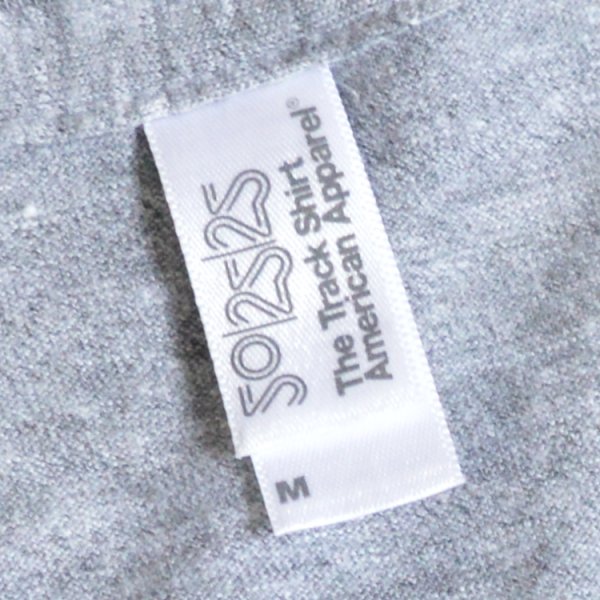 50/25/25
The Track Shirt
American Apparel®
M